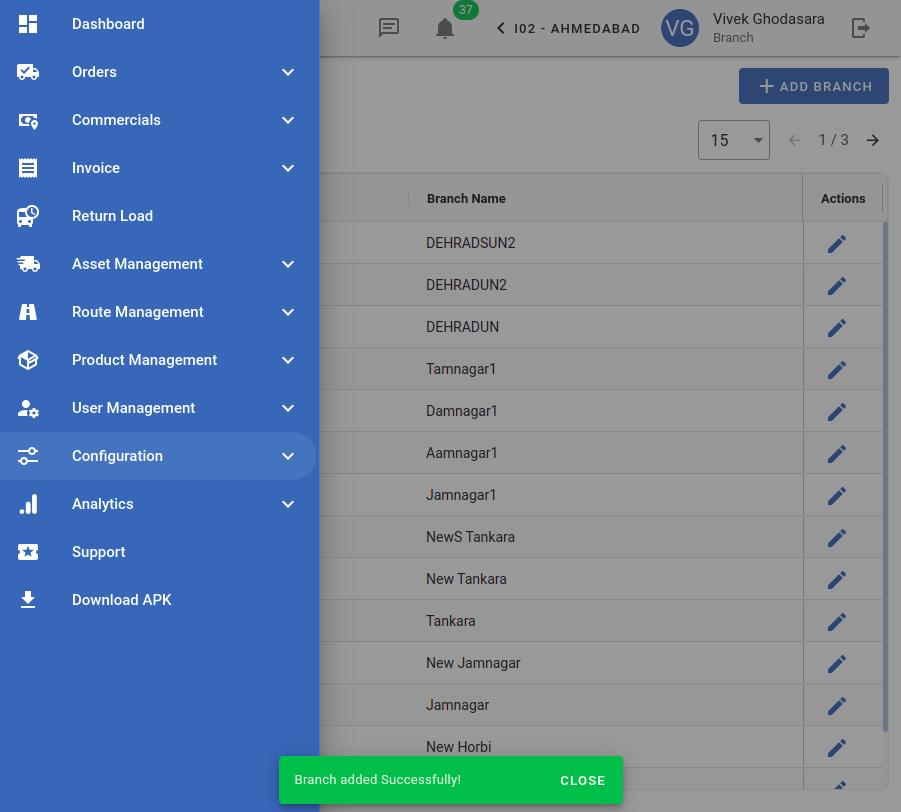 Dashboard
Orders
Commercials
Invoice
Return Load
Asset Management
Route Management
Product Management
User Management
Configuration
Analytics
Support
Download APK
37
I02 - AHMEDABAD
VG
Vivek Ghodasara
Branch
ADD BRANCH
15
1 / 3
Branch Name
Actions
DEHRADSUN2
DEHRADUN2
DEHRADUN
Tamnagar1
Damnagar1
Aamnagar1
Jamnagar1
NewS Tankara
New Tankara
Tankara
New Jamnagar
Jamnagar
New Horbi
Branch added Successfully!
CLOSE